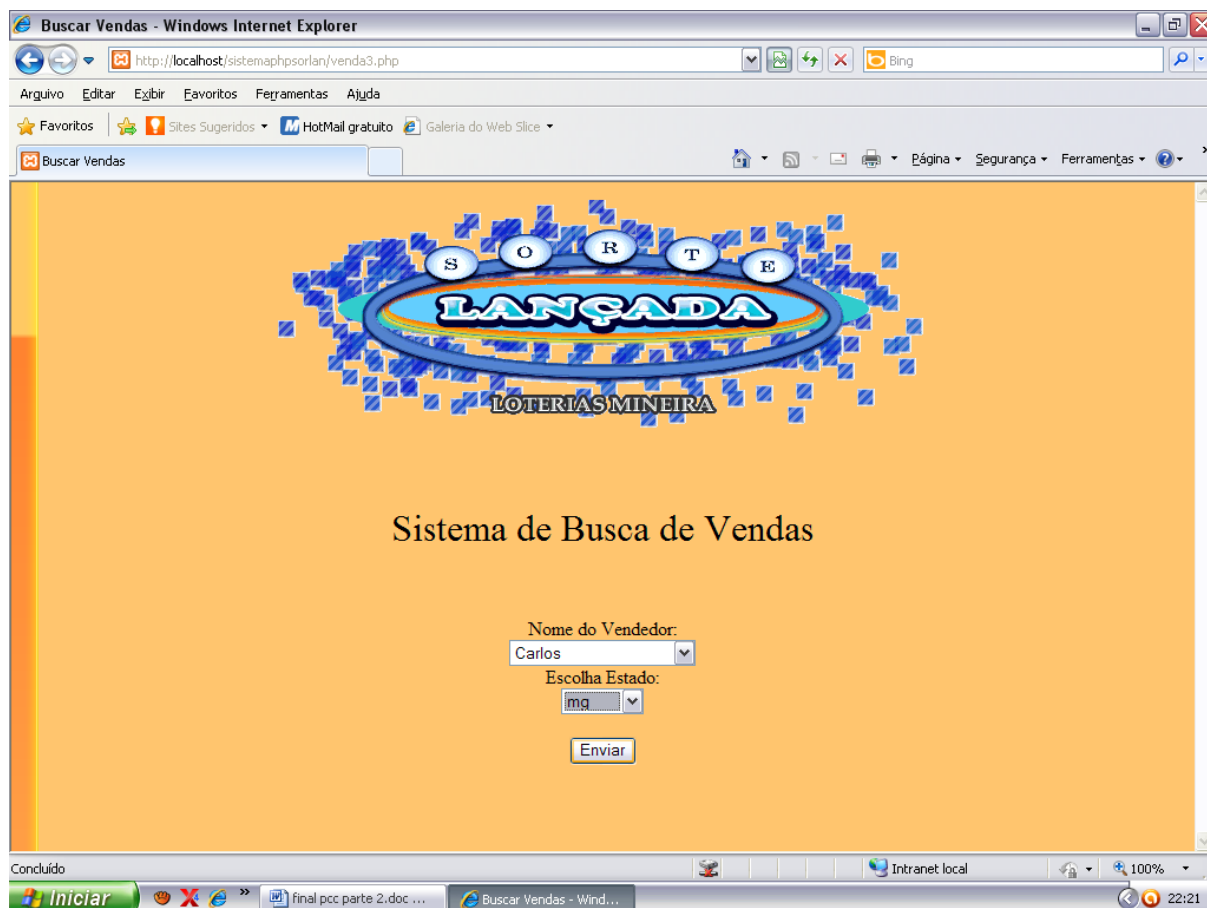 Buscar Vendas - Windows Internet Explorer
http://localhost/sistemaphpsorlan/venda3.php
Bing
Arquivo Editar Exibir Favoritos Ferramentas Ajuda
Favoritos Sites Sugeridos HotMail gratuito Galeria do Web Slice
Buscar Vendas Página Segurança Ferramentas
S O R T E
LANÇADA
LOTERIAS MINEIRA
Sistema de Busca de Vendas
Nome do Vendedor:
Carlos
Escolha Estado:
mg
Enviar
Concluído Intranet local 100%
Iniciar final pcc parte 2.doc ... Buscar Vendas - Wind... 22:21